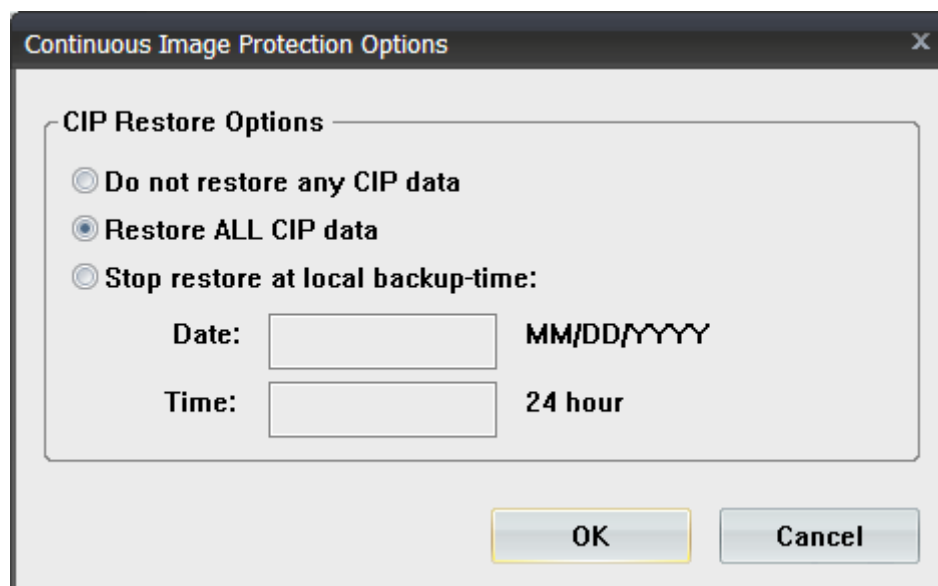 Continuous Image Protection Options
x
CIP Restore Options
Do not restore any CIP data
Restore ALL CIP data
Stop restore at local backup-time:
Date: MM/DD/YYYY
Time: 24 hour
OK Cancel